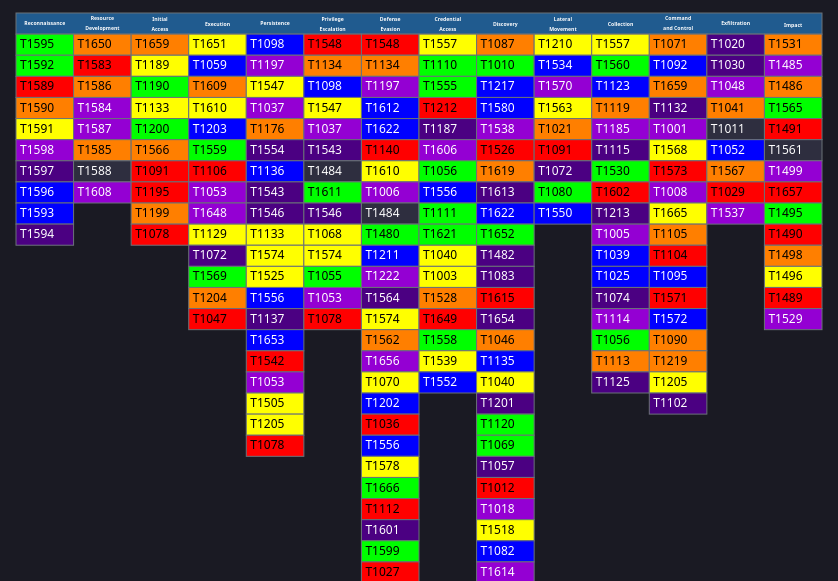 Reconnaissance Resource Development Initial Access Execution Persistence Privilege Escalation Defense Evasion Credential Access Discovery Lateral Movement Collection Command and Control Exfiltration Impact
T1595 T1650 T1659 T1651 T1098 T1548 T1548 T1557 T1087 T1210 T1557 T1071 T1020 T1531
T1592 T1583 T1189 T1059 T1197 T1134 T1134 T1110 T1010 T1534 T1560 T1092 T1030 T1485
T1589 T1586 T1190 T1609 T1547 T1098 T1197 T1555 T1217 T1570 T1123 T1659 T1048 T1486
T1590 T1584 T1133 T1610 T1037 T1547 T1612 T1212 T1580 T1563 T1119 T1132 T1041 T1565
T1591 T1587 T1200 T1203 T1176 T1037 T1622 T1187 T1538 T1021 T1185 T1001 T1011 T1491
T1598 T1585 T1566 T1559 T1554 T1543 T1140 T1606 T1526 T1091 T1115 T1568 T1052 T1561
T1597 T1588 T1091 T1106 T1136 T1484 T1610 T1056 T1619 T1072 T1530 T1573 T1567 T1499
T1596 T1608 T1195 T1053 T1543 T1611 T1006 T1556 T1613 T1080 T1602 T1008 T1029 T1657
T1593 T1199 T1648 T1546 T1546 T1484 T1111 T1622 T1550 T1213 T1665 T1537 T1495
T1594 T1078 T1129 T1133 T1068 T1480 T1621 T1652 T1005 T1105 T1490
T1072 T1574 T1574 T1211 T1040 T1482 T1039 T1104 T1498
T1569 T1525 T1055 T1222 T1003 T1083 T1025 T1095 T1496
T1204 T1556 T1053 T1564 T1528 T1615 T1074 T1571 T1489
T1047 T1137 T1078 T1574 T1649 T1654 T1114 T1572 T1529
T1653 T1562 T1558 T1046 T1056 T1090
T1542 T1656 T1539 T1135 T1113 T1219
T1053 T1070 T1552 T1040 T1125 T1205
T1505 T1202 T1201 T1102
T1205 T1036 T1120
T1078 T1556 T1069
T1578 T1057
T1666 T1012
T1112 T1018
T1601 T1518
T1599 T1082
T1027 T1614